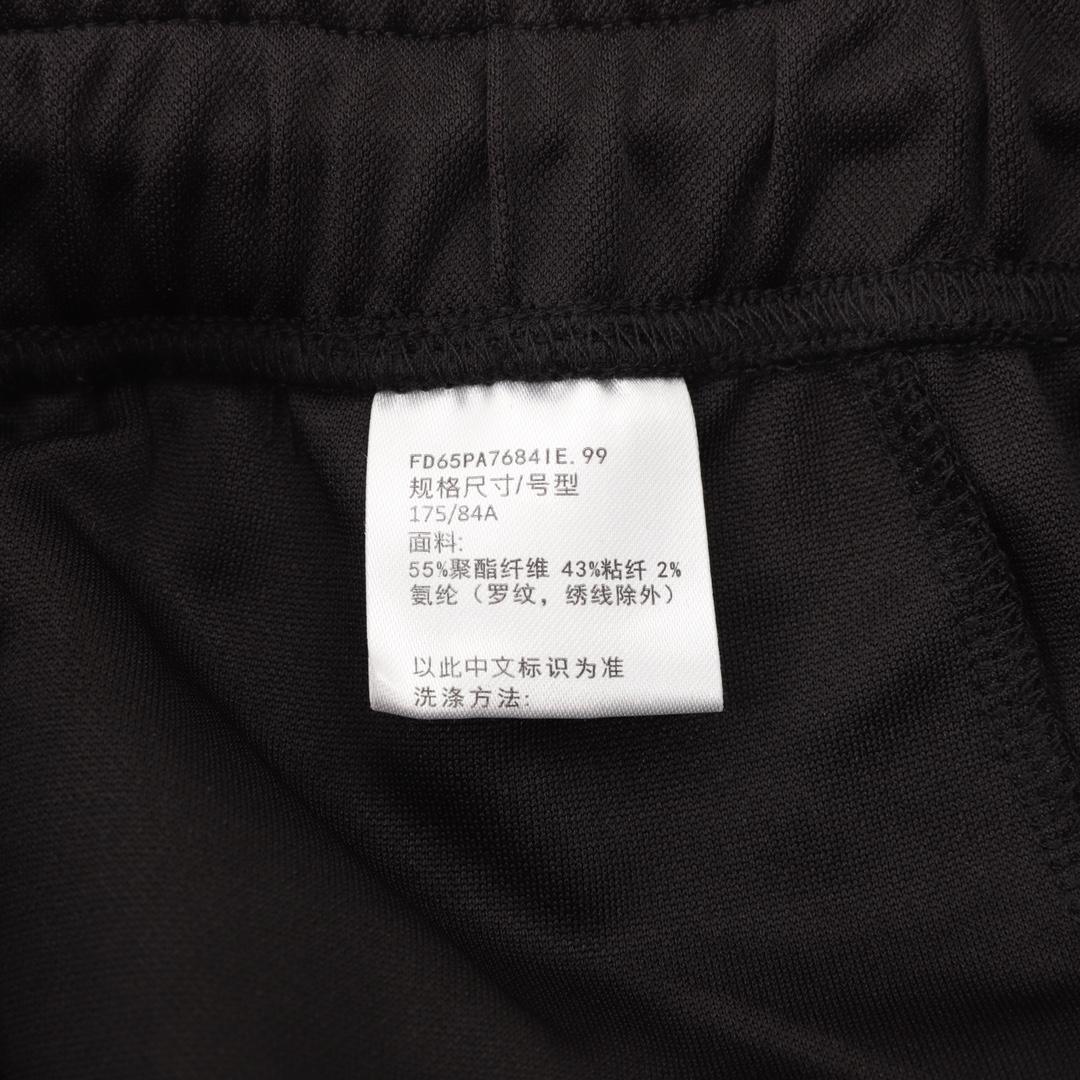 FD65PA7684IE.99
规格尺寸/号型
175/84A
面料:
55%聚酯纤维 43%粘纤 2%
氨纶（罗纹，绣线除外）
以此中文标识为准
洗涤方法: